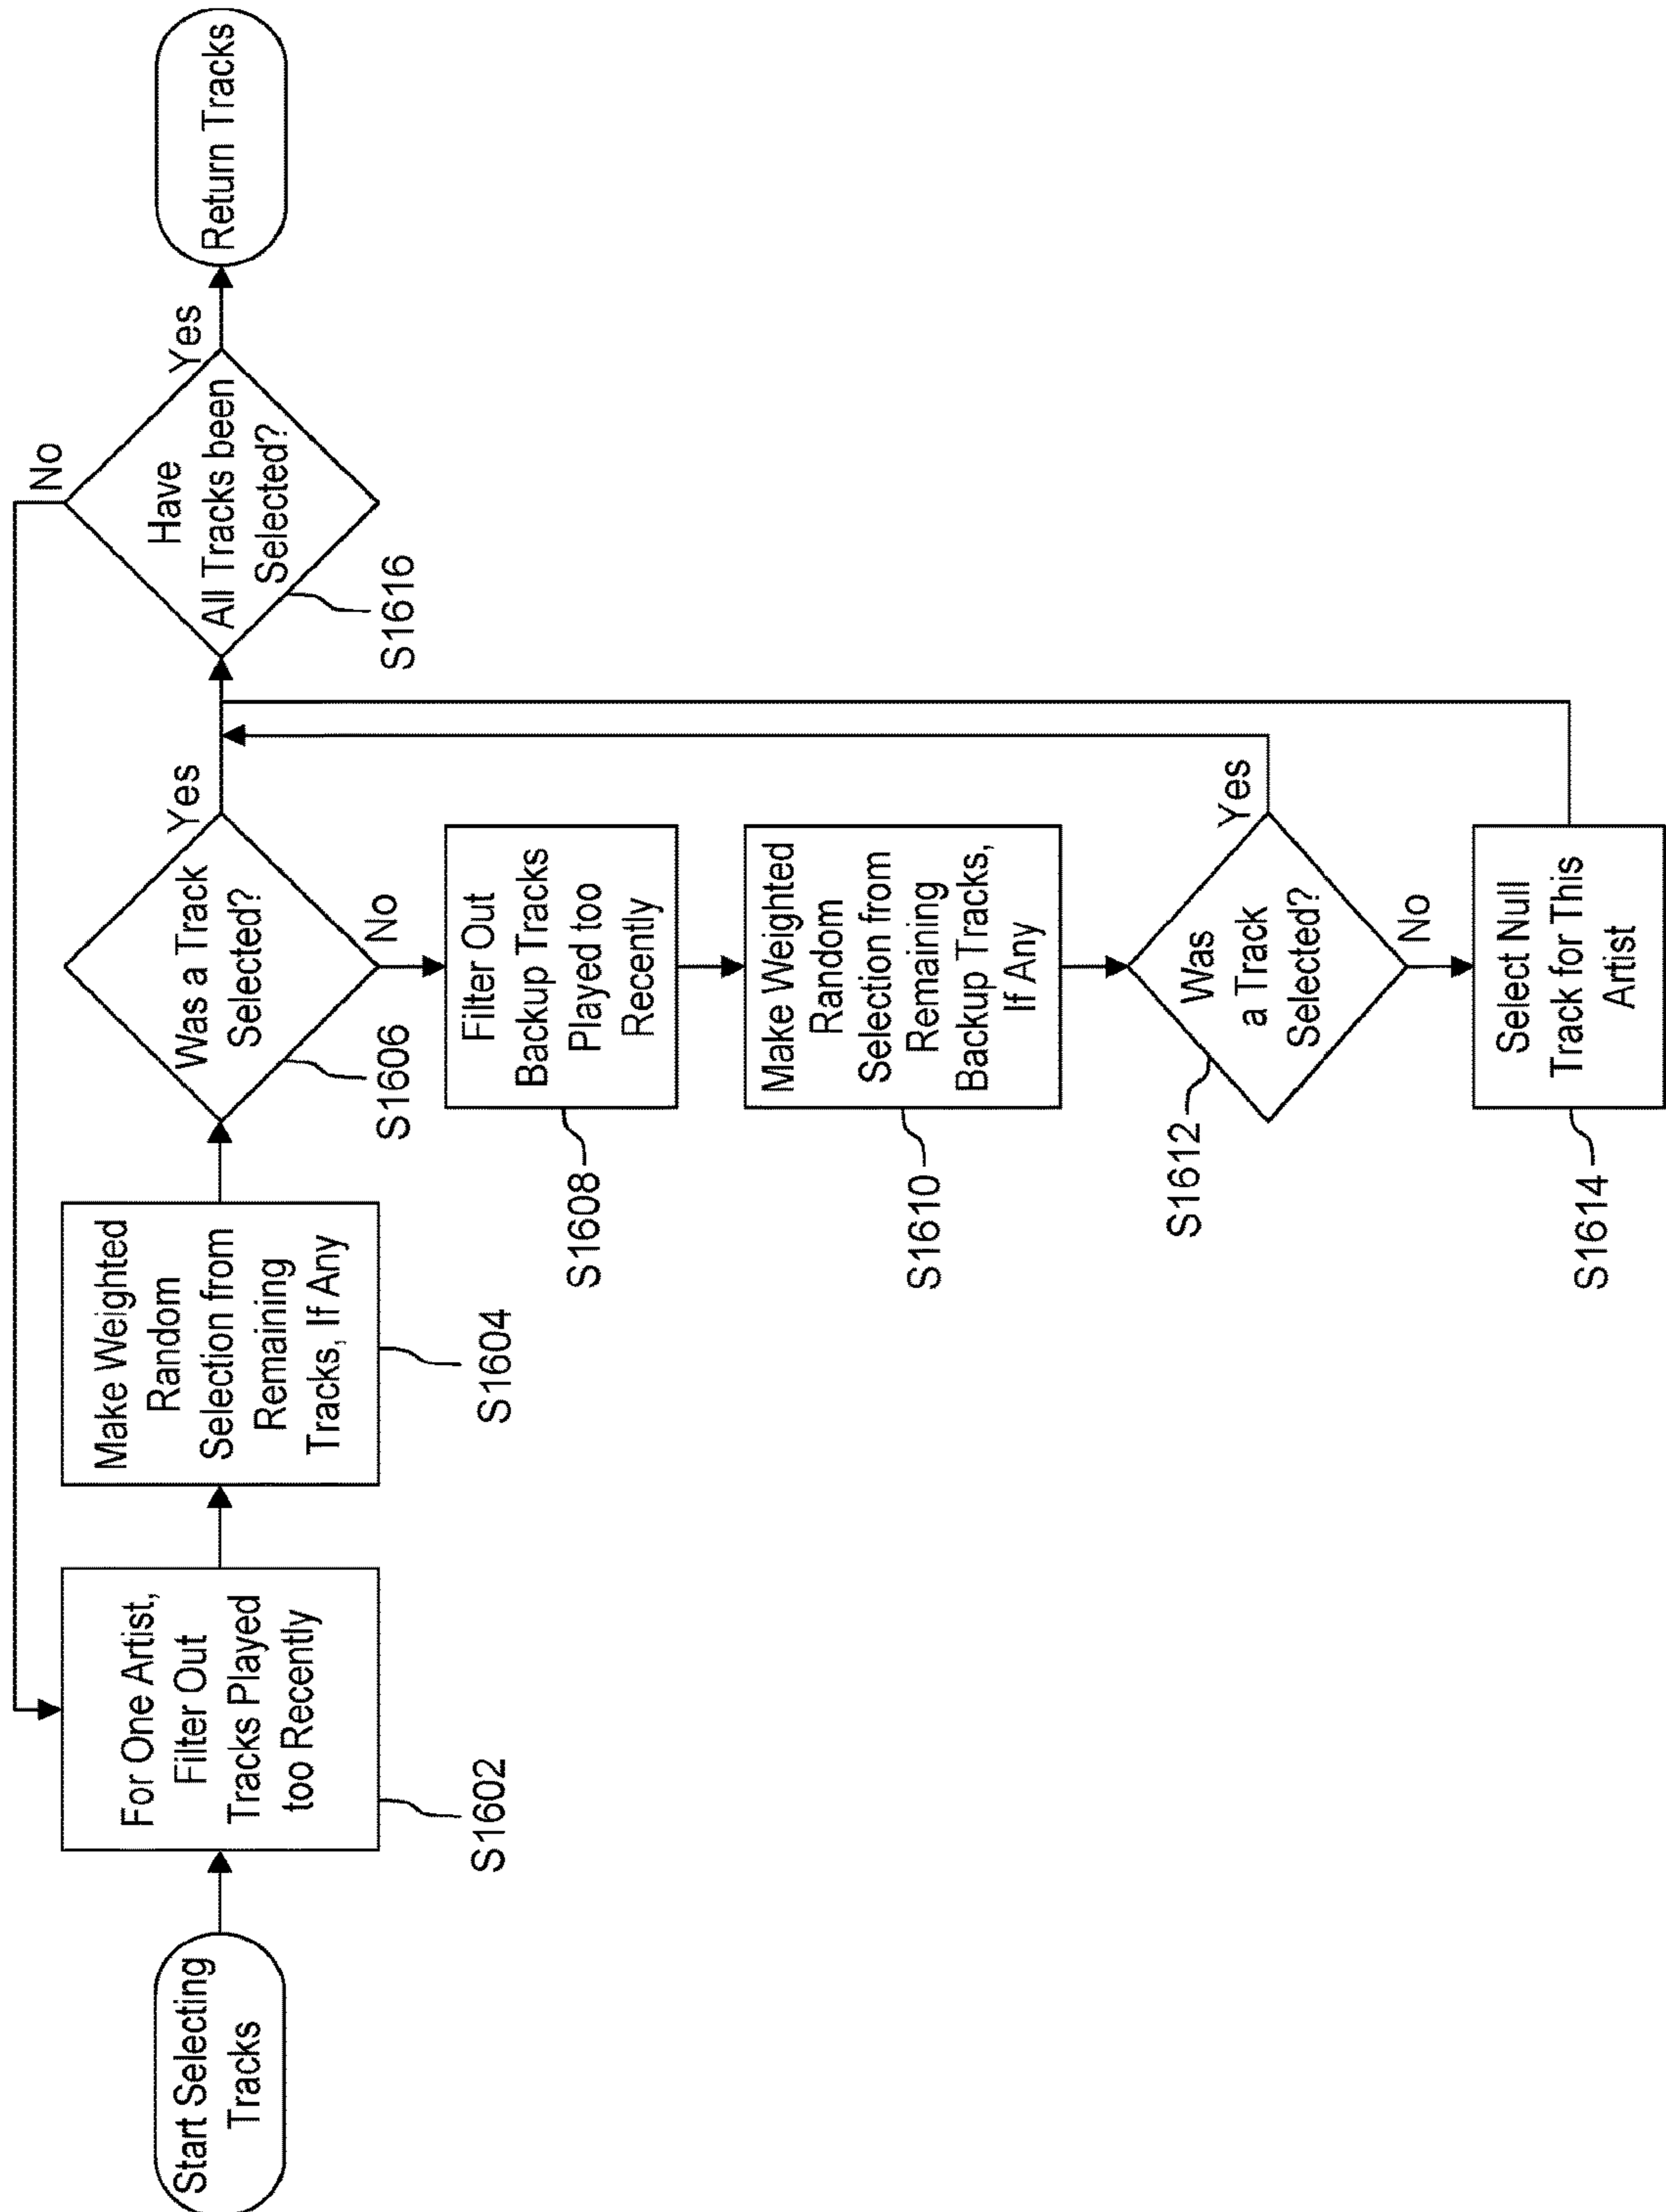 Start Selecting
Tracks
For One Artist,
Filter Out
Tracks Played
too Recently
S1602
Make Weighted
Random
Selection from
Remaining
Tracks, If Any
S1604
Was a Track
Selected?
S1606
Yes
No
Filter Out
Backup Tracks
Played too
Recently
S1608
Make Weighted
Random
Selection from
Remaining
Backup Tracks,
If Any
S1610
Was
a Track
Selected?
S1612
Yes
No
Select Null
Track for This
Artist
S1614
Have
All Tracks been
Selected?
S1616
No
Yes
Return Tracks